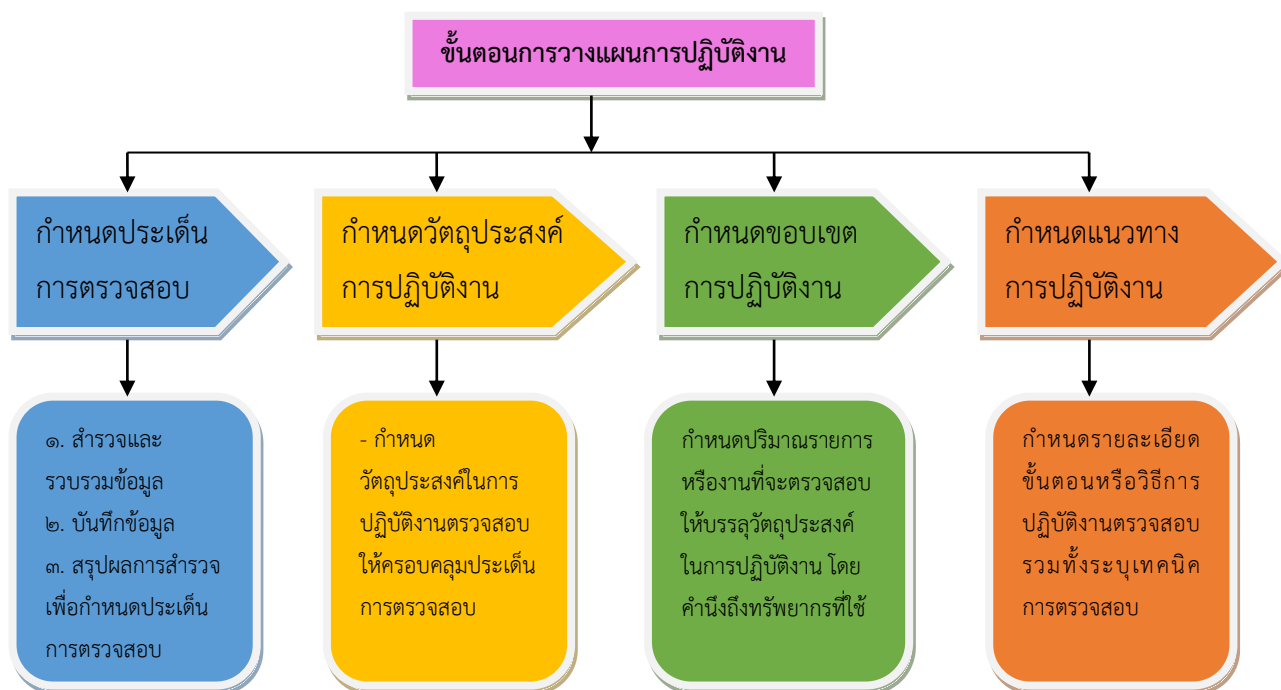 ขั้นตอนการวางแผนการปฏิบัติงาน
กำหนดประเด็น
การตรวจสอบ
กำหนดวัตถุประสงค์
การปฏิบัติงาน
กำหนดขอบเขต
การปฏิบัติงาน
กำหนดแนวทาง
การปฏิบัติงาน
๑. สำรวจและ
รวบรวมข้อมูล
๒. บันทึกข้อมูล
๓. สรุปผลการสำรวจ
เพื่อกำหนดประเด็น
การตรวจสอบ
- กำหนด
วัตถุประสงค์ในการ
ปฏิบัติงานตรวจสอบ
ให้ครอบคลุมประเด็น
การตรวจสอบ
กำหนดปริมาณรายการ
หรืองานที่จะตรวจสอบ
ให้บรรลุวัตถุประสงค์
ในการปฏิบัติงาน โดย
คำนึงถึงทรัพยากรที่ใช้
กำหนดรายละเอียด
ขั้นตอนหรือวิธีการ
ปฏิบัติงานตรวจสอบ
รวมทั้งระบุเทคนิค
การตรวจสอบ